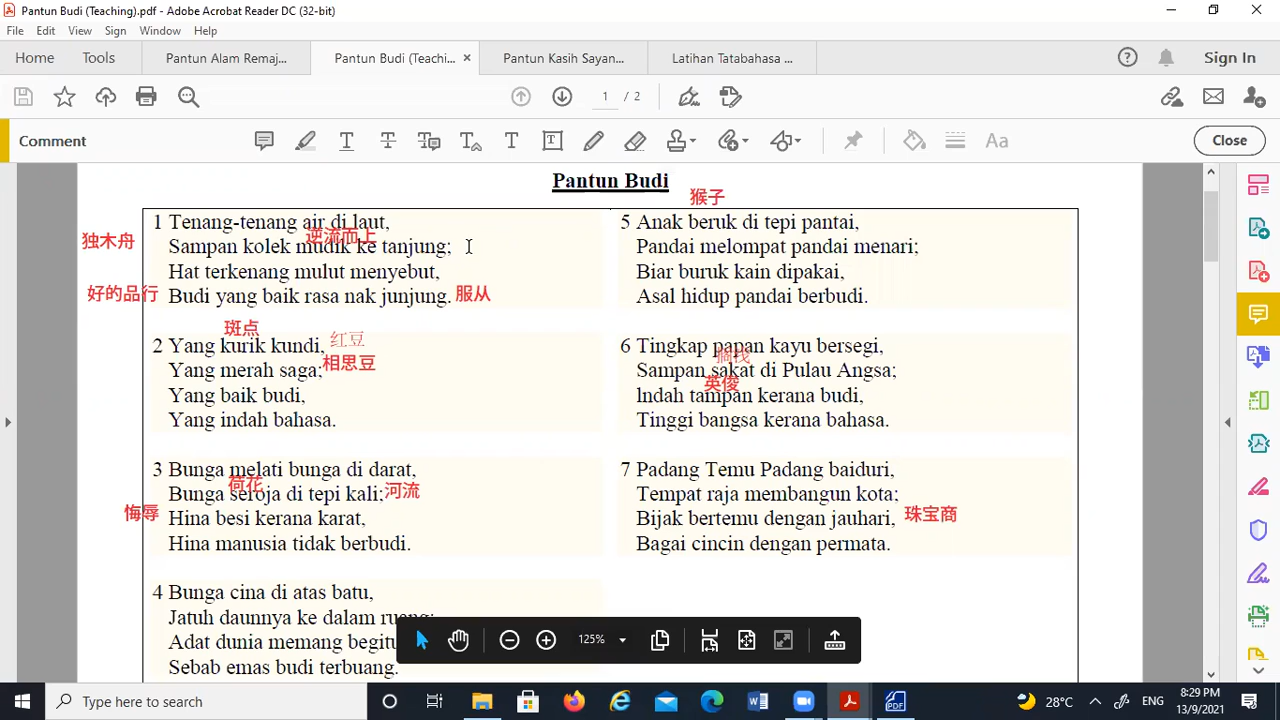 Pantun Budi (Teaching).pdf - Adobe Acrobat Reader DC (32-bit)
File Edit View Sign Window Help
Home Tools Pantun Alam Remaj... Pantun Budi (Teachi... × Pantun Kasih Sayan... Latihan Tatabahasa ... Sign In
1 / 2
Comment Aa Close
Pantun Budi
1 Tenang-tenang air di laut,
逆流而上
独木舟
Sampan kolek mudik ke tanjung;
Hat terkenang mulut menyebut,
好的品行
Budi yang baik rasa nak junjung.
服从
斑点
2 Yang kurik kundi,
红豆
Yang merah saga;
相思豆
Yang baik budi,
Yang indah bahasa.
3 Bunga melati bunga di darat,
荷花
Bunga seroja di tepi kali;
河流
侮辱
Hina besi kerana karat,
Hina manusia tidak berbudi.
4 Bunga cina di atas batu,
Jatuh daunnya ke dalam ruang;
Adat dunia memang begit
Sebab emas budi terbuang.
猴子
5 Anak beruk di tepi pantai,
Pandai melompat pandai menari;
Biar buruk kain dipakai,
Asal hidup pandai berbudi.
6 Tingkap papan kayu bersegi,
Sampan sakat di Pulau Angsa;
英俊
lndah tampan kerana budi,
Tinggi bangsa kerana bahasa.
7 Padang Temu Padang baiduri,
Tempat raja membangun kota;
Bijak bertemu dengan jauhari,
珠宝商
Bagai cincin dengan permata.
125%
Type here to search
28°C ENG 8:29 PM
13/9/2021